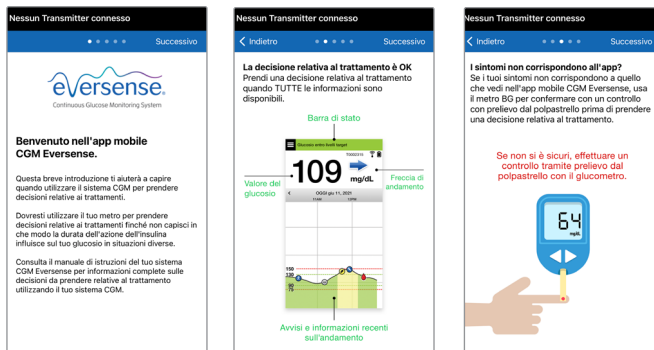 Nessun Transmitter connesso
Successivo
eversense®
Continuous Glucose Monitoring System
Benvenuto nell'app mobile
CGM Eversense.
Questa breve introduzione ti aiuterà a capire
quando utilizzare il sistema CGM per prendere
decisioni relative ai trattamenti.
Dovresti utilizzare il tuo metro per prendere
decisioni relative ai trattamenti finché non capisci in
che modo la durata dell'azione dell'insulina
influisce sul tuo glucosio in situazioni diverse.
Consulta il manuale di istruzioni del tuo sistema
CGM Eversense per informazioni complete sulle
decisioni da prendere relative al trattamento
utilizzando il tuo sistema CGM.
Nessun Transmitter connesso
Indietro
Successivo
La decisione relativa al trattamento è OK
Prendi una decisione relativa al trattamento
quando TUTTE le informazioni sono
disponibili.
Barra di stato
Glucosio entro livelli target
109
mg/dL
Valore del
glucosio
Freccia di
andamento
OGGI giu 11, 2021
11AM 12PM
150
130
90
75
Avvisi e informazioni recenti
sull'andamento
Nessun Transmitter connesso
Indietro
Successivo
I sintomi non corrispondono all'app?
Se i tuoi sintomi non corrispondono a quello
che vedi nell'app mobile CGM Eversense, usa
il metro BG per confermare con un controllo
con prelievo dal polpastrello prima di prendere
una decisione relativa al trattamento.
Se non si è sicuri, effettuare un
controllo tramite prelievo dal
polpastrello con il glucometro.
64
mg/dL